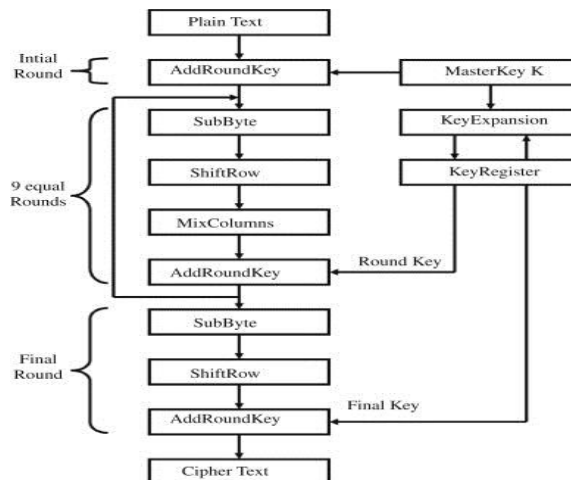 Plain Text
Intial
Round
AddRoundKey
MasterKey K
SubByte
KeyExpansion
ShiftRow
KeyRegister
9 equal
Rounds
MixColumns
Round Key
AddRoundKey
SubByte
Final
Round
ShiftRow
Final Key
AddRoundKey
Cipher Text